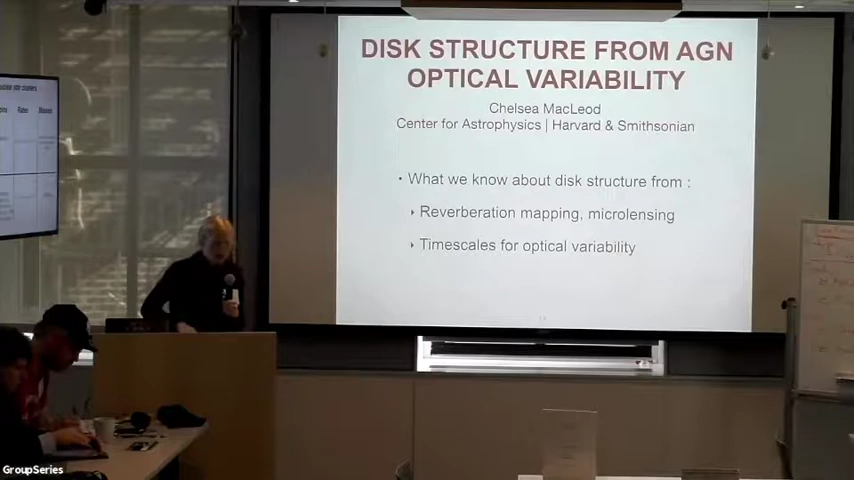 DISK STRUCTURE FROM AGN
OPTICAL VARIABILITY
Chelsea MacLeod
Center for Astrophysics | Harvard & Smithsonian
• What we know about disk structure from :
‣ Reverberation mapping, microlensing
‣ Timescales for optical variability
Rates
GroupSeries